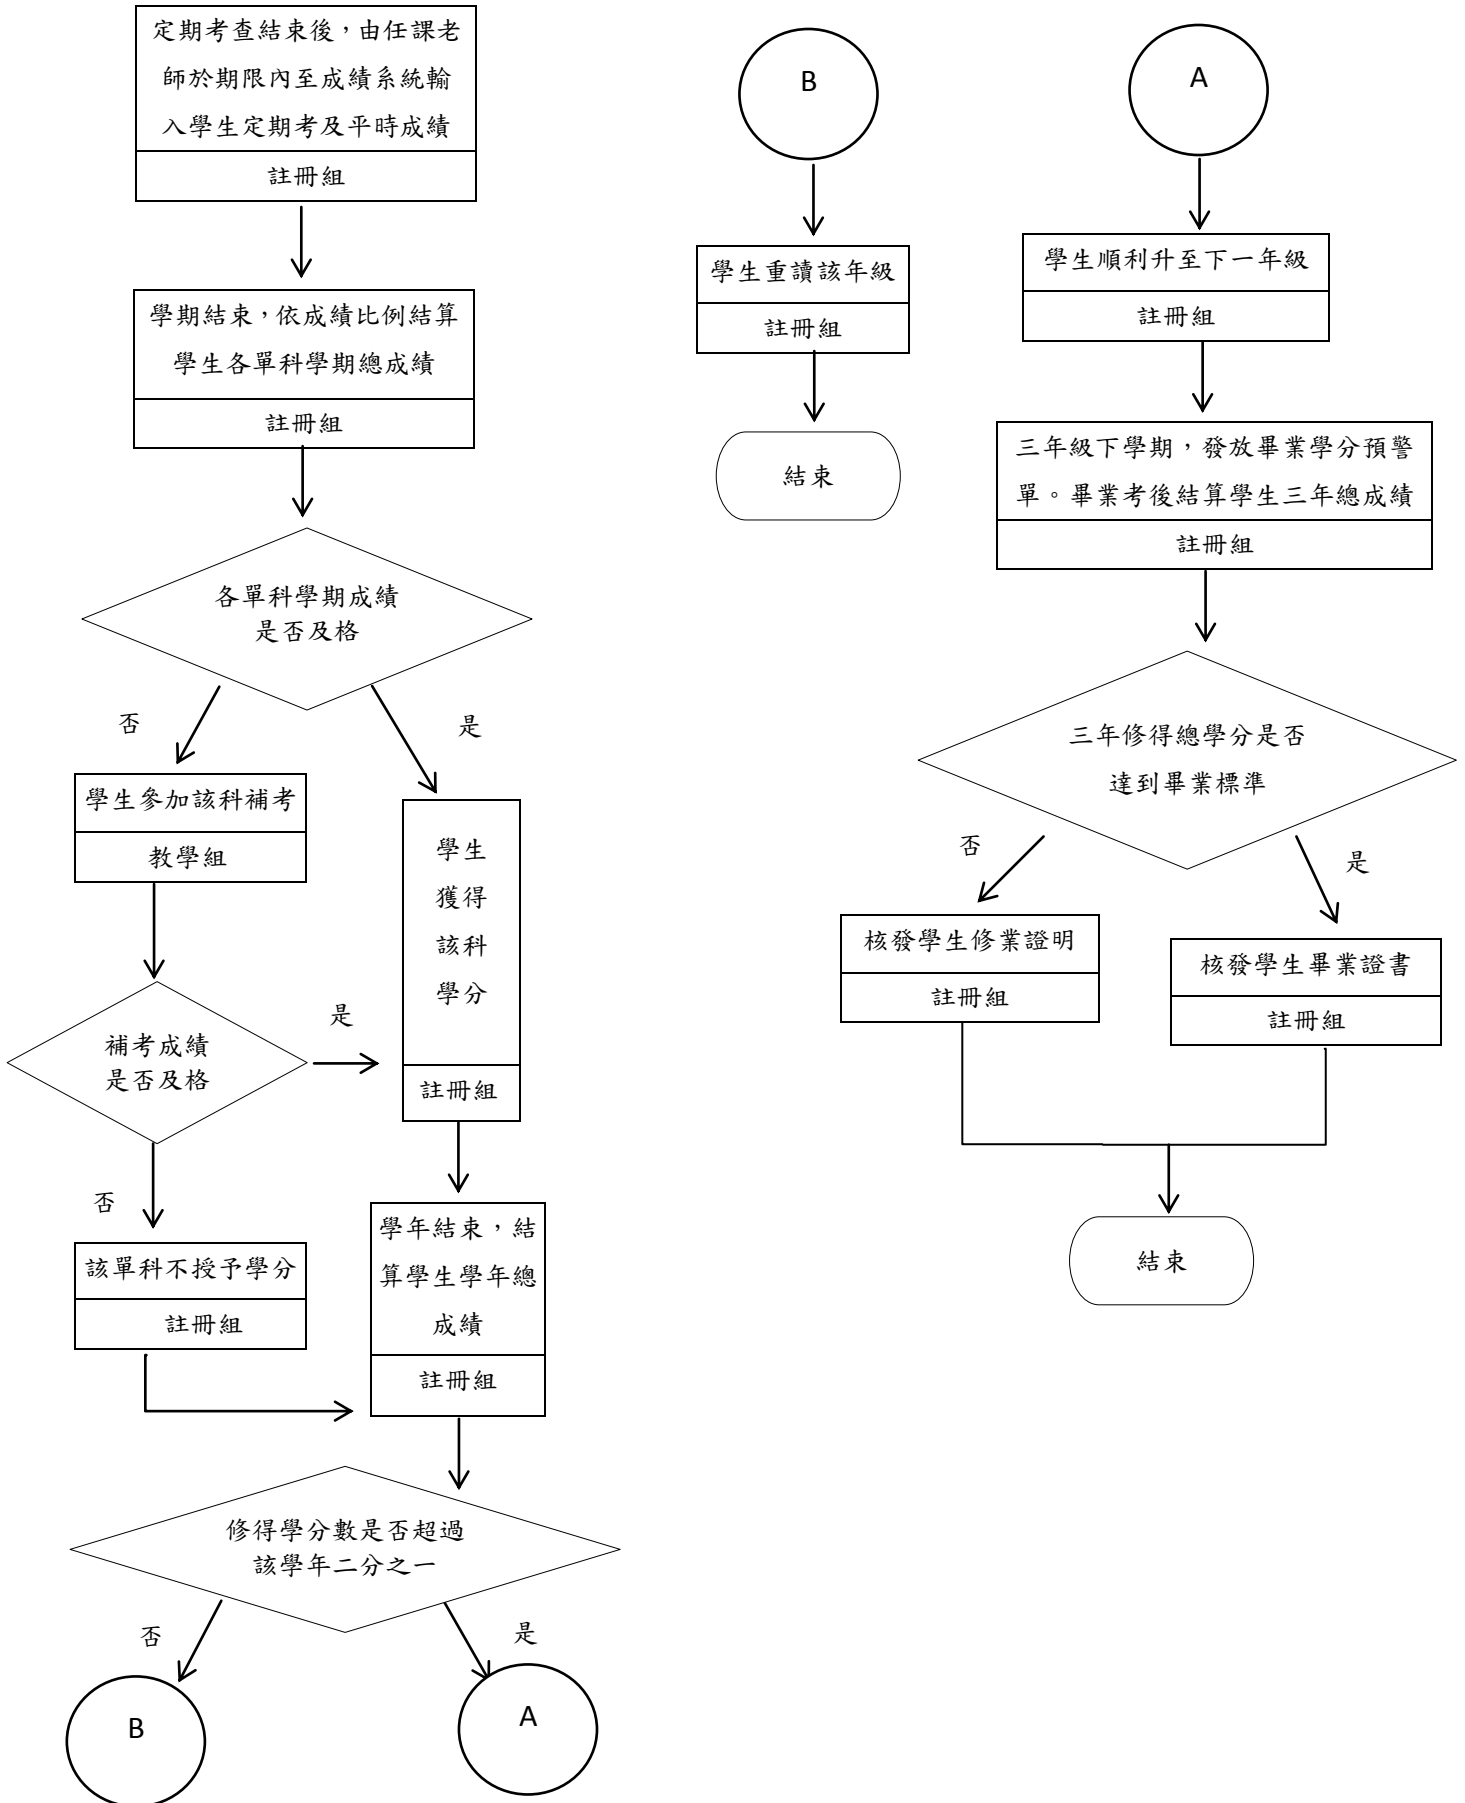 定期考查結束後，由任課老
師於期限內至成績系統輸
入學生定期考及平時成績
註冊組
學期結束，依成績比例結算
學生各單科學期總成績
註冊組
各單科學期成績
是否及格
否
是
學生參加該科補考
教學組
學生
獲得
該科
學分
註冊組
補考成績
是否及格
是
否
該單科不授予學分
註冊組
學年結束，結
算學生學年總
成績
註冊組
修得學分數是否超過
該學年二分之一
否
是
B
A
B
學生重讀該年級
註冊組
結束
A
學生順利升至下一年級
註冊組
三年級下學期，發放畢業學分預警
單。畢業考後結算學生三年總成績
註冊組
三年修得總學分是否
達到畢業標準
否
是
核發學生修業證明
註冊組
核發學生畢業證書
註冊組
結束